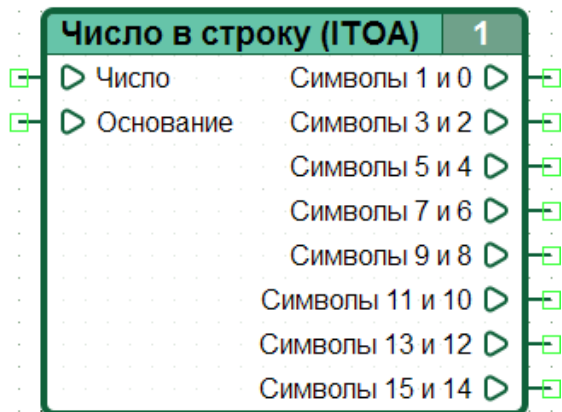 Число в строку (ITOA) 1
Число Символы 1 и 0
Основание Символы 3 и 2
Символы 5 и 4
Символы 7 и 6
Символы 9 и 8
Символы 11 и 10
Символы 13 и 12
Символы 15 и 14